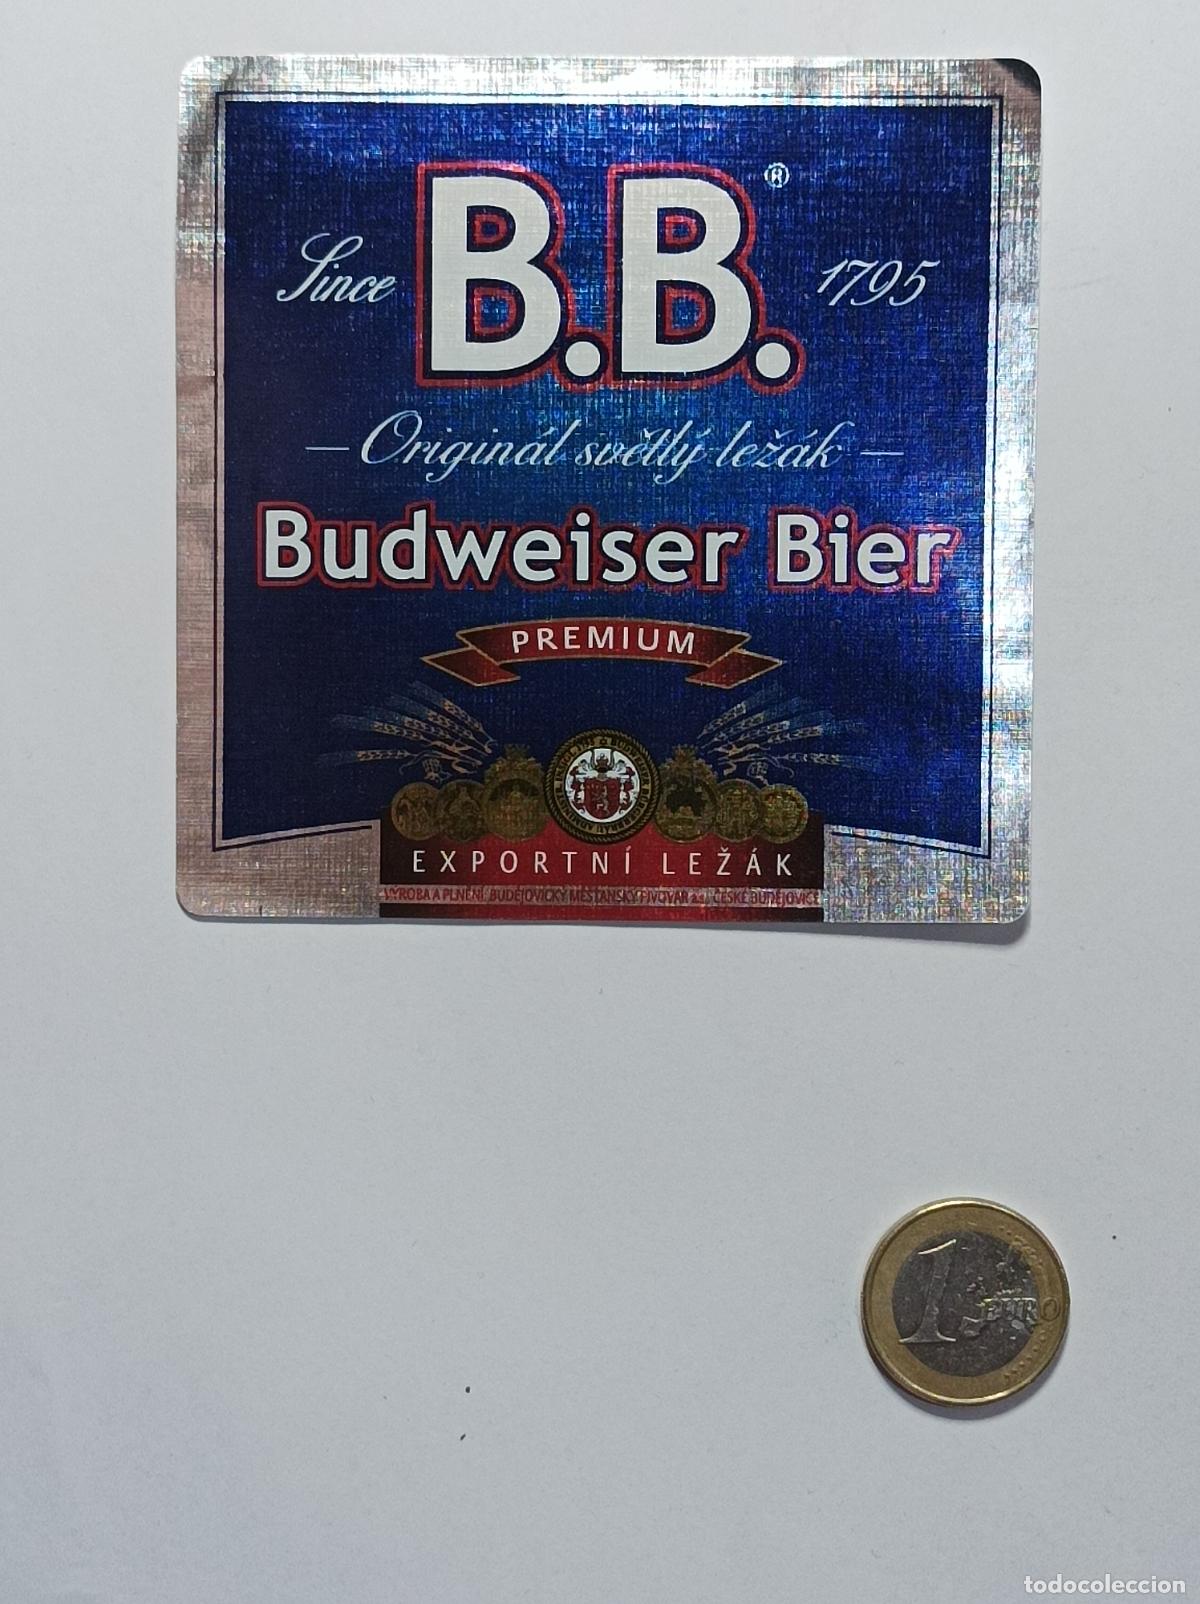 B.B.®
Since 1795
— Originál světlý ležák —
Budweiser Bier
PREMIUM
EXPORTNÍ LEŽÁK
VÝROBA A PLNĚNÍ: BUDĚJOVICKÝ MĚŠŤANSKÝ PIVOVAR a.s., ČESKÉ BUDĚJOVICE
1 EURO
todocoleccion